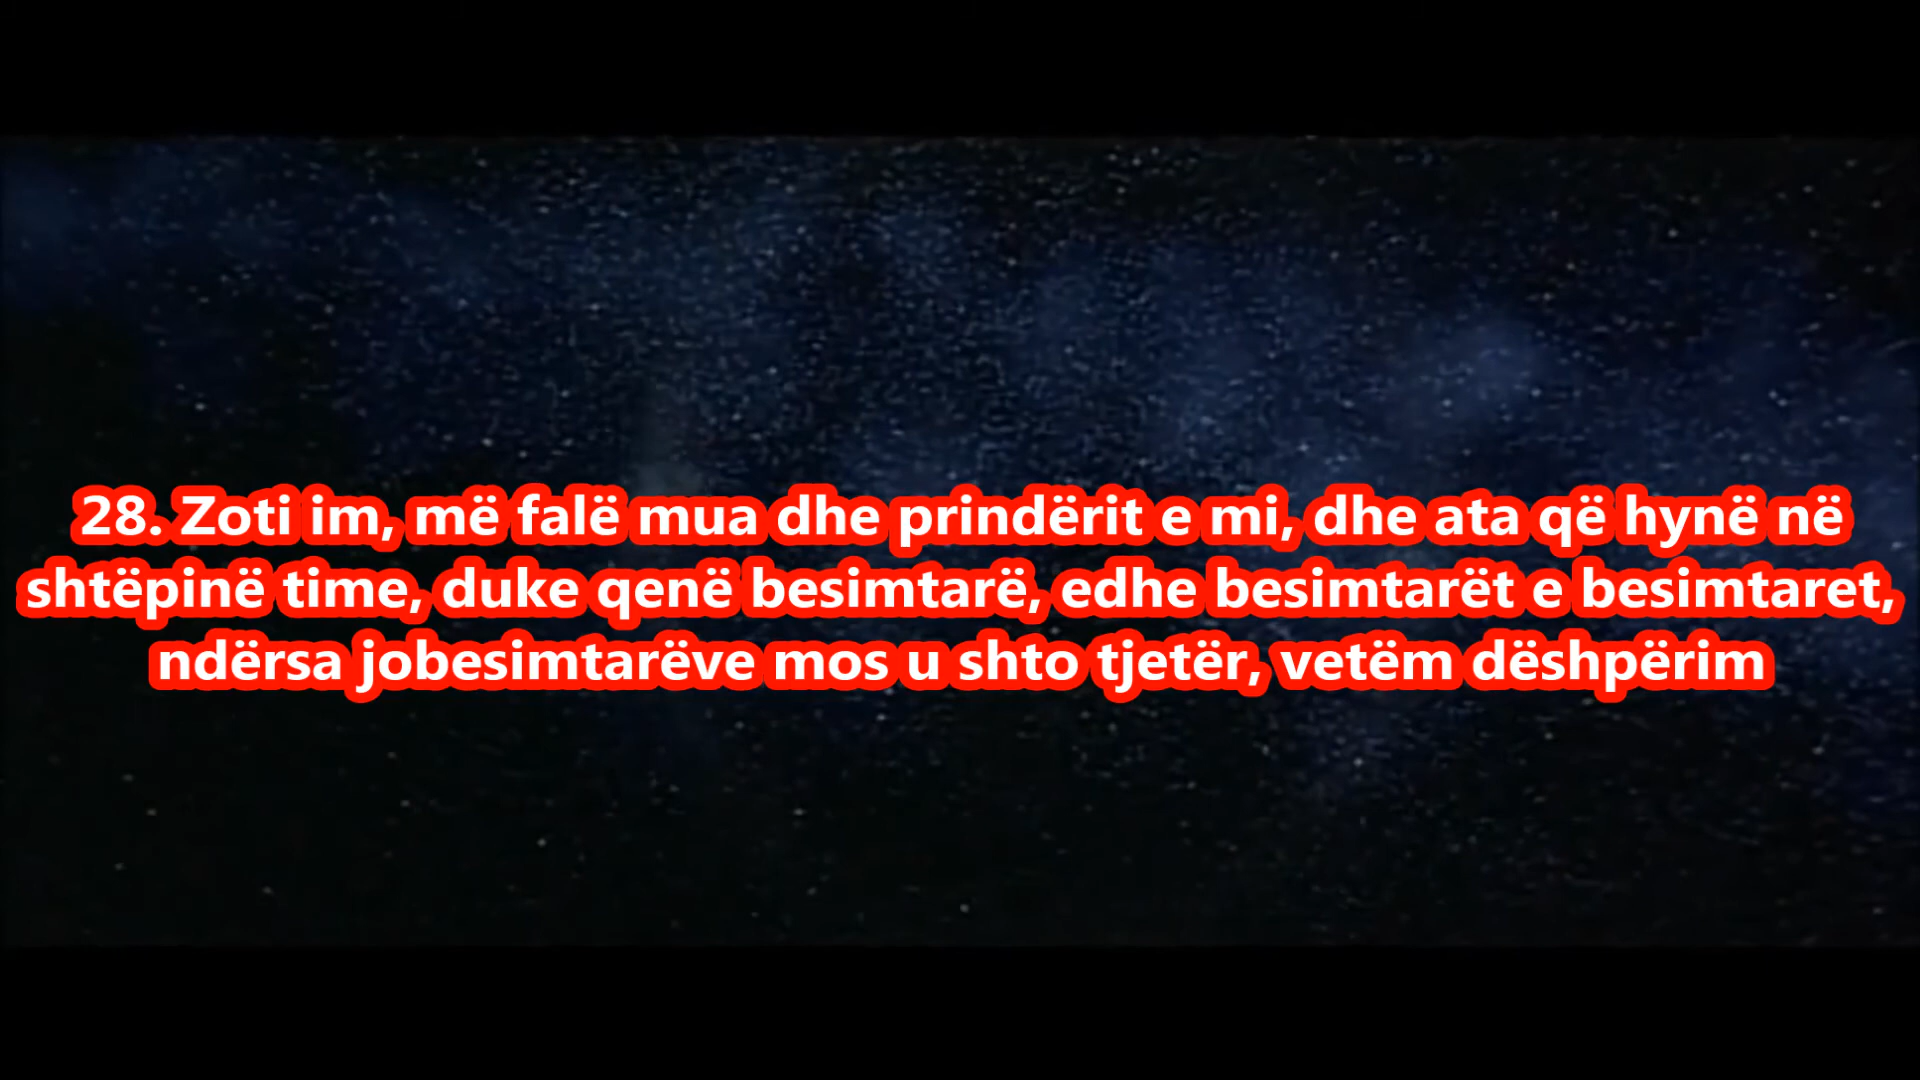 28. Zoti im, më falë mua dhe prindërit e mi, dhe ata që hynë në
shtëpinë time, duke qenë besimtarë, edhe besimtarët e besimtaret,
ndërsa jobesimtarëve mos u shto tjetër, vetëm dëshpërim